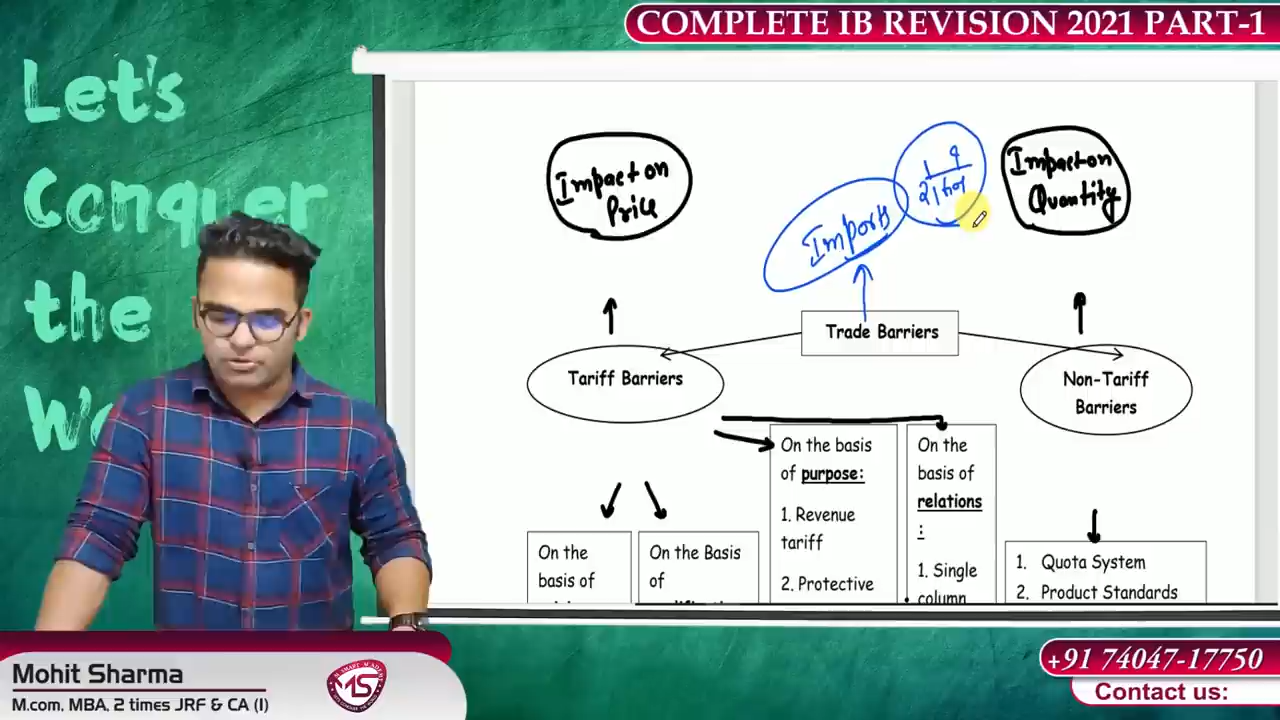 COMPLETE IB REVISION 2021 PART-1
Let's
Conquer
the
Impact on
Price
Imports
Impact on
Quantity
Trade Barriers
Tariff Barriers
Non-Tariff
Barriers
On the
basis of
On the Basis
of
On the basis
of purpose:
1. Revenue
tariff
2. Protective
On the
basis of
relations
:
1. Single
column
1. Quota System
2. Product Standards
Mohit Sharma
M.com, MBA, 2 times JRF & CA (I)
MS
+91 74047-17750
Contact us: